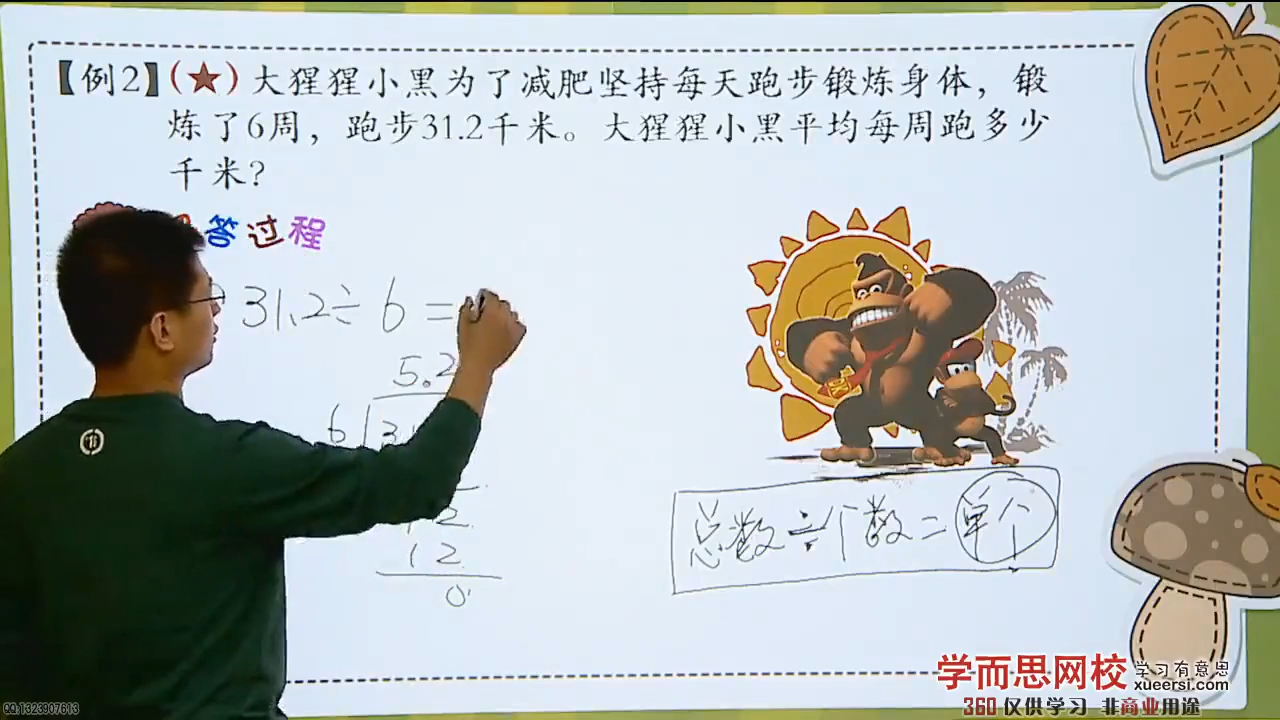 【例2】(★)大猩猩小黑为了减肥坚持每天跑步锻炼身体，锻
炼了6周，跑步31.2千米。大猩猩小黑平均每周跑多少
千米？
答过程
31.2÷6=
5.2
6
12
12
0
总数÷个数=单个
学而思网校 学习有意思
xueersi.com
360 仅供学习 非商业用途
QQ:1323907613